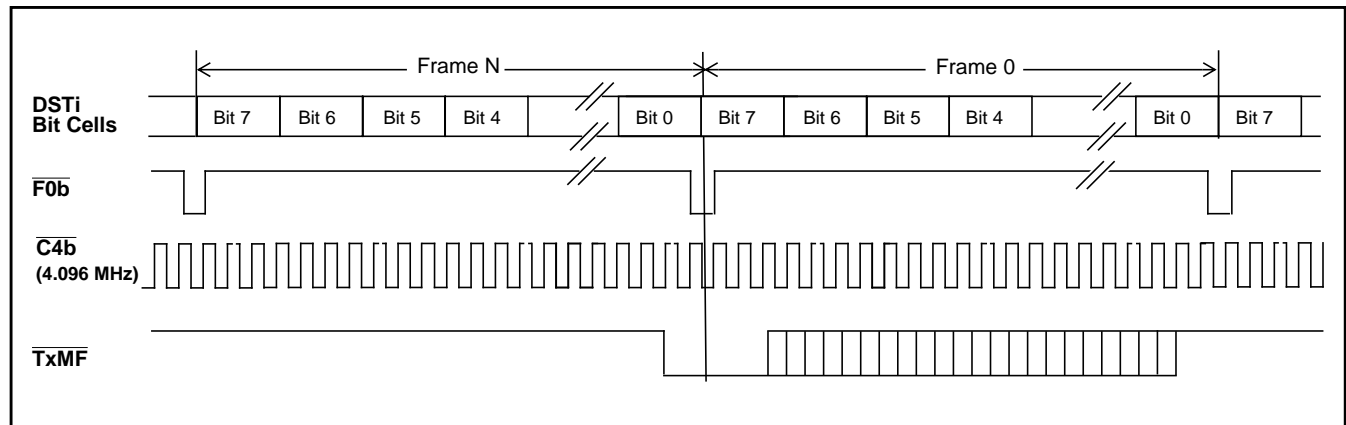 Frame N
Frame 0
DSTi
Bit Cells
Bit 7 Bit 6 Bit 5 Bit 4 Bit 0 Bit 7 Bit 6 Bit 5 Bit 4 Bit 0 Bit 7
F0b
C4b
(4.096 MHz)
TxMF